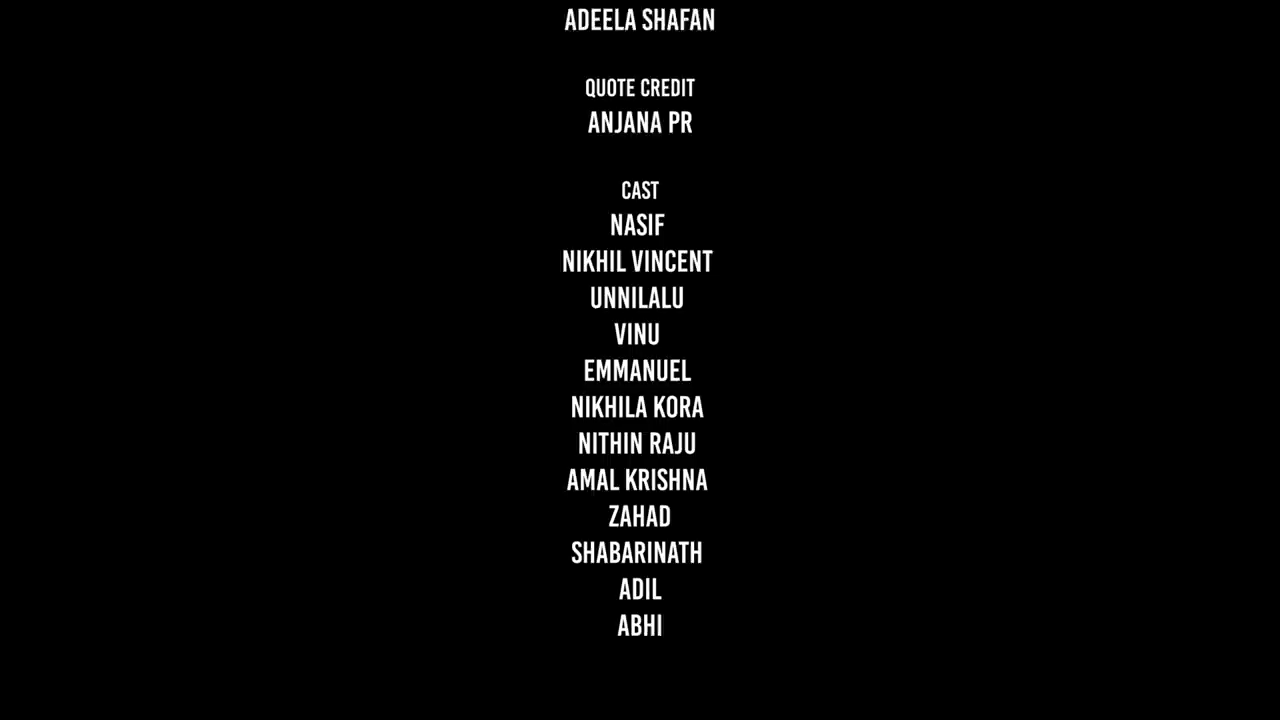 ADEELA SHAFAN
QUOTE CREDIT
ANJANA PR
CAST
NASIF
NIKHIL VINCENT
UNNILALU
VINU
EMMANUEL
NIKHILA KORA
NITHIN RAJU
AMAL KRISHNA
ZAHAD
SHABARINATH
ADIL
ABHI